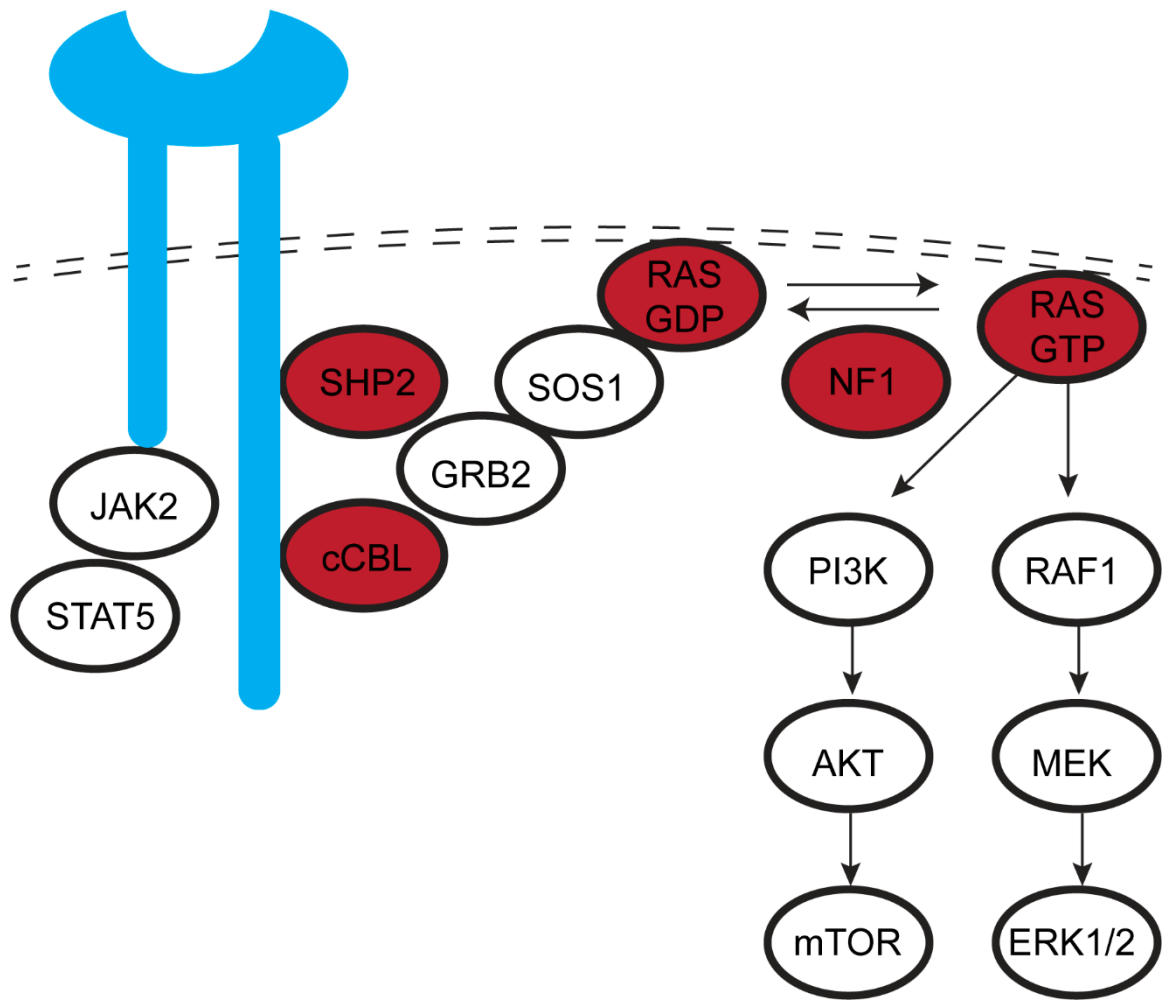 RAS
GDP
RAS
GTP
SHP2
SOS1
NF1
GRB2
JAK2
cCBL
PI3K
RAF1
STAT5
AKT
MEK
mTOR
ERK1/2